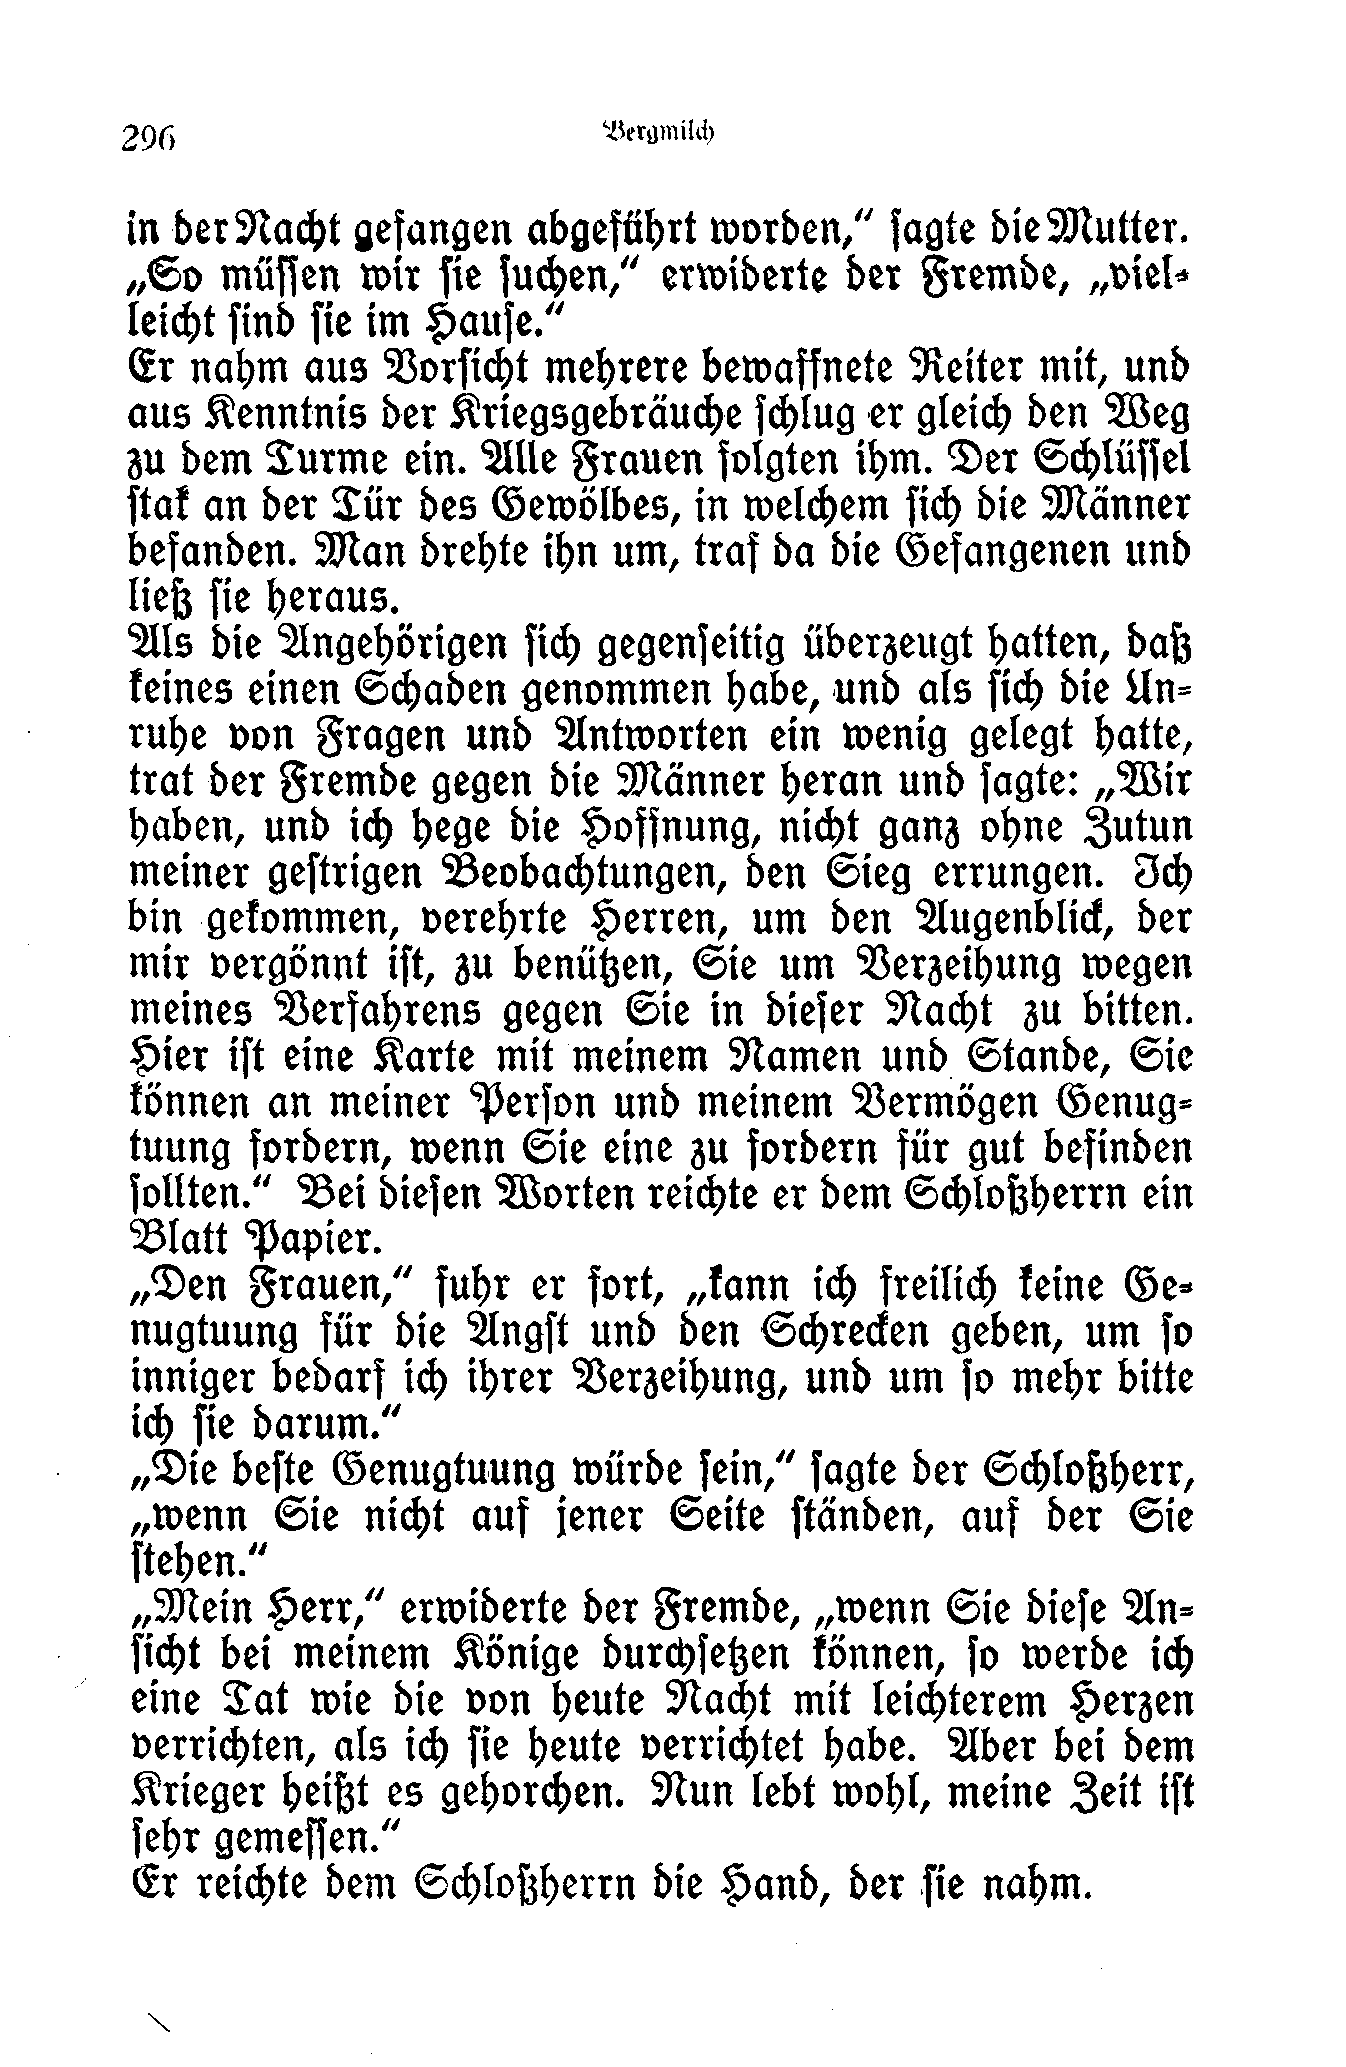 296
Bergmilch
in der Nacht gefangen abgeführt worden,“ sagte die Mutter.
„So müssen wir sie suchen,“ erwiderte der Fremde, „viel-
leicht sind sie im Hause.“
Er nahm aus Vorsicht mehrere bewaffnete Reiter mit, und
aus Kenntnis der Kriegsgebräuche schlug er gleich den Weg
zu dem Turme ein. Alle Frauen folgten ihm. Der Schlüssel
stak an der Tür des Gewölbes, in welchem sich die Männer
befanden. Man drehte ihn um, traf da die Gefangenen und
ließ sie heraus.
Als die Angehörigen sich gegenseitig überzeugt hatten, daß
keines einen Schaden genommen habe, und als sich die Un-
ruhe von Fragen und Antworten ein wenig gelegt hatte,
trat der Fremde gegen die Männer heran und sagte: „Wir
haben, und ich hege die Hoffnung, nicht ganz ohne Zutun
meiner gestrigen Beobachtungen, den Sieg errungen. Ich
bin gekommen, verehrte Herren, um den Augenblick, der
mir vergönnt ist, zu benützen, Sie um Verzeihung wegen
meines Verfahrens gegen Sie in dieser Nacht zu bitten.
Hier ist eine Karte mit meinem Namen und Stande, Sie
können an meiner Person und meinem Vermögen Genug-
tuung fordern, wenn Sie eine zu fordern für gut befinden
sollten.“ Bei diesen Worten reichte er dem Schloßherrn ein
Blatt Papier.
„Den Frauen,“ fuhr er fort, „kann ich freilich keine Ge-
nugtuung für die Angst und den Schrecken geben, um so
inniger bedarf ich ihrer Verzeihung, und um so mehr bitte
ich sie darum.“
„Die beste Genugtuung würde sein,“ sagte der Schloßherr,
„wenn Sie nicht auf jener Seite ständen, auf der Sie
stehen.“
„Mein Herr,“ erwiderte der Fremde, „wenn Sie diese An-
sicht bei meinem Könige durchsetzen können, so werde ich
eine Tat wie die von heute Nacht mit leichterem Herzen
verrichten, als ich sie heute verrichtet habe. Aber bei dem
Krieger heißt es gehorchen. Nun lebt wohl, meine Zeit ist
sehr gemessen.“
Er reichte dem Schloßherrn die Hand, der sie nahm.